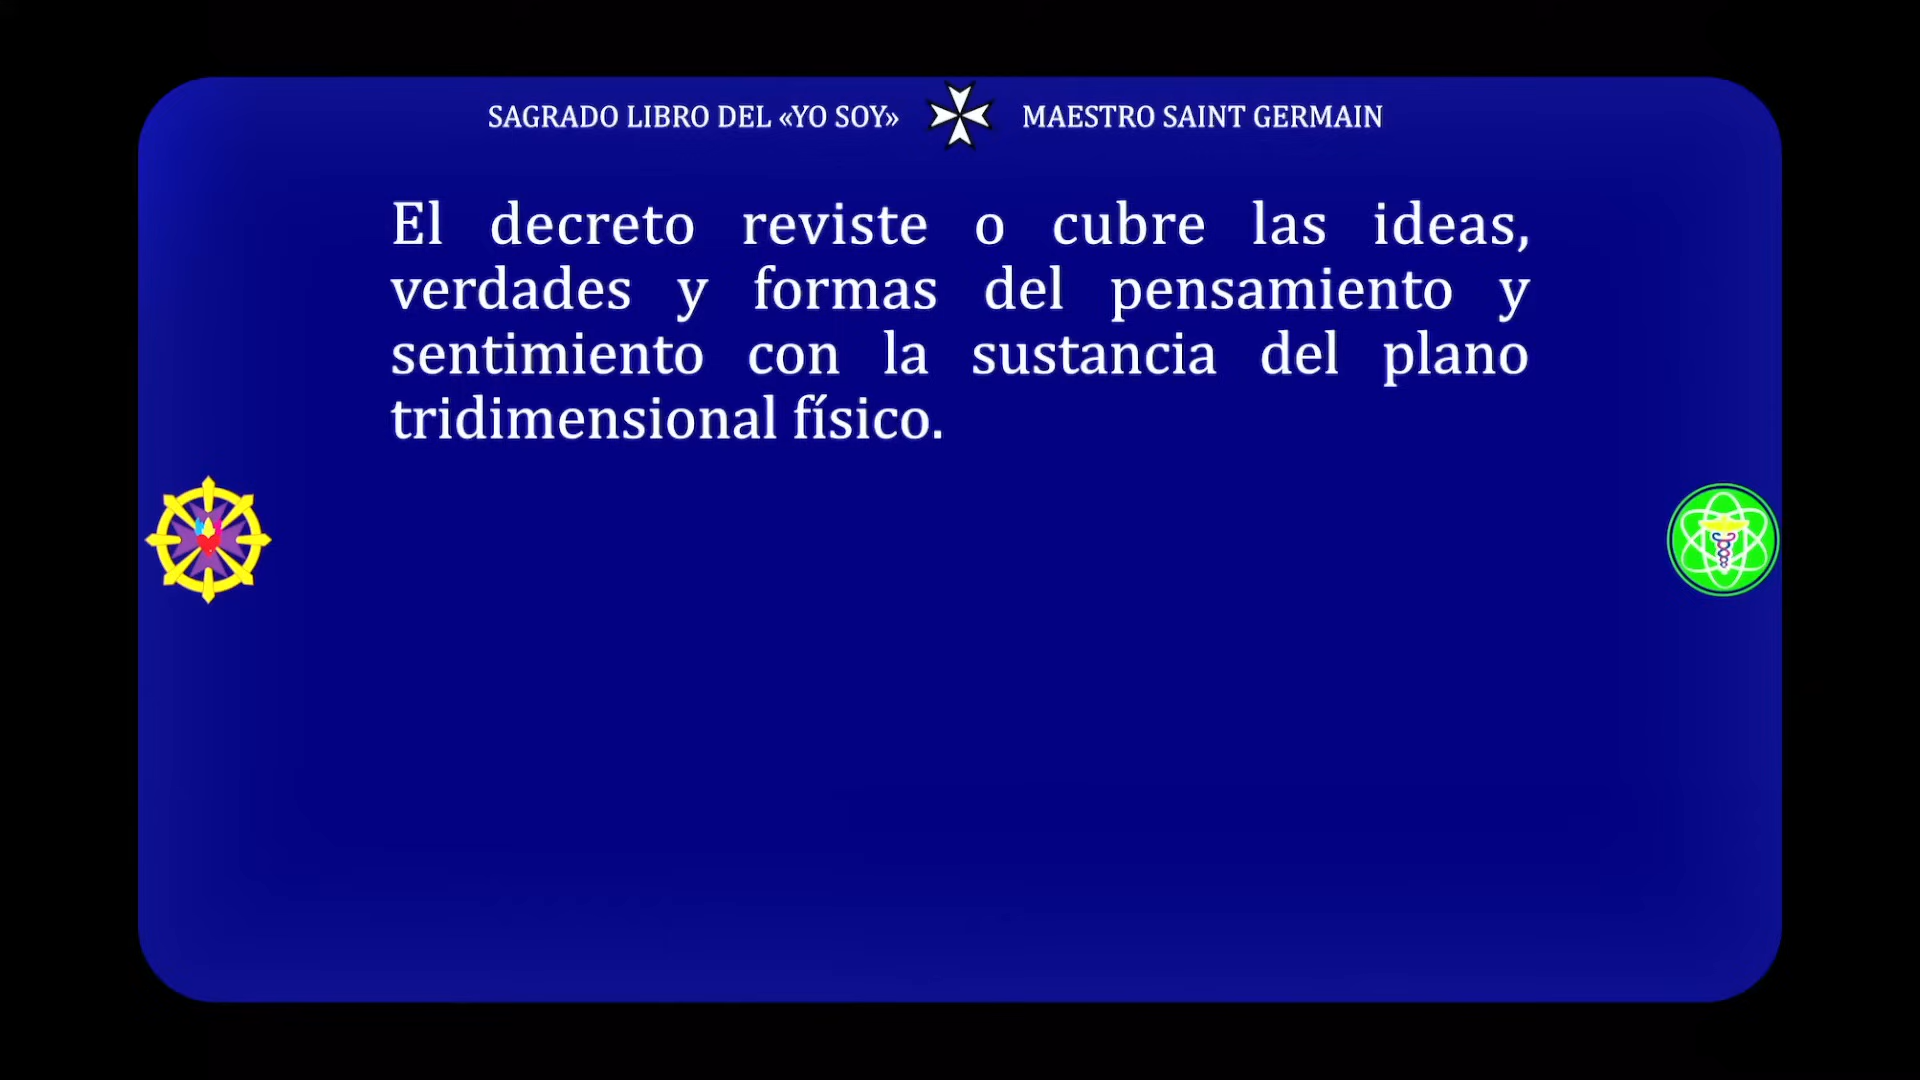 SAGRADO LIBRO DEL «YO SOY» MAESTRO SAINT GERMAIN
El decreto reviste o cubre las ideas,
verdades y formas del pensamiento y
sentimiento con la sustancia del plano
tridimensional físico.